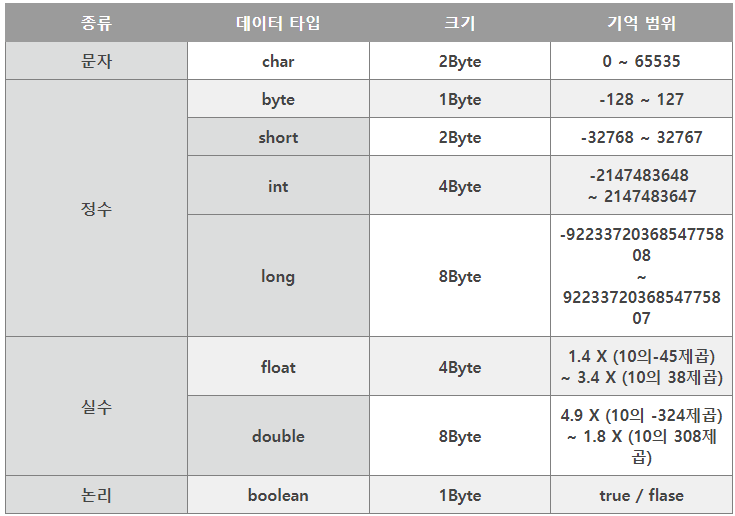 종류 데이터 타입 크기 기억 범위
문자 char 2Byte 0 ~ 65535
정수 byte 1Byte -128 ~ 127
short 2Byte -32768 ~ 32767
int 4Byte -2147483648
~ 2147483647
long 8Byte -92233720368547758
08
~
92233720368547758
07
실수 float 4Byte 1.4 X (10의-45제곱)
~ 3.4 X (10의 38제곱)
double 8Byte 4.9 X (10의 -324제곱)
~ 1.8 X (10의 308제
곱)
논리 boolean 1Byte true / flase